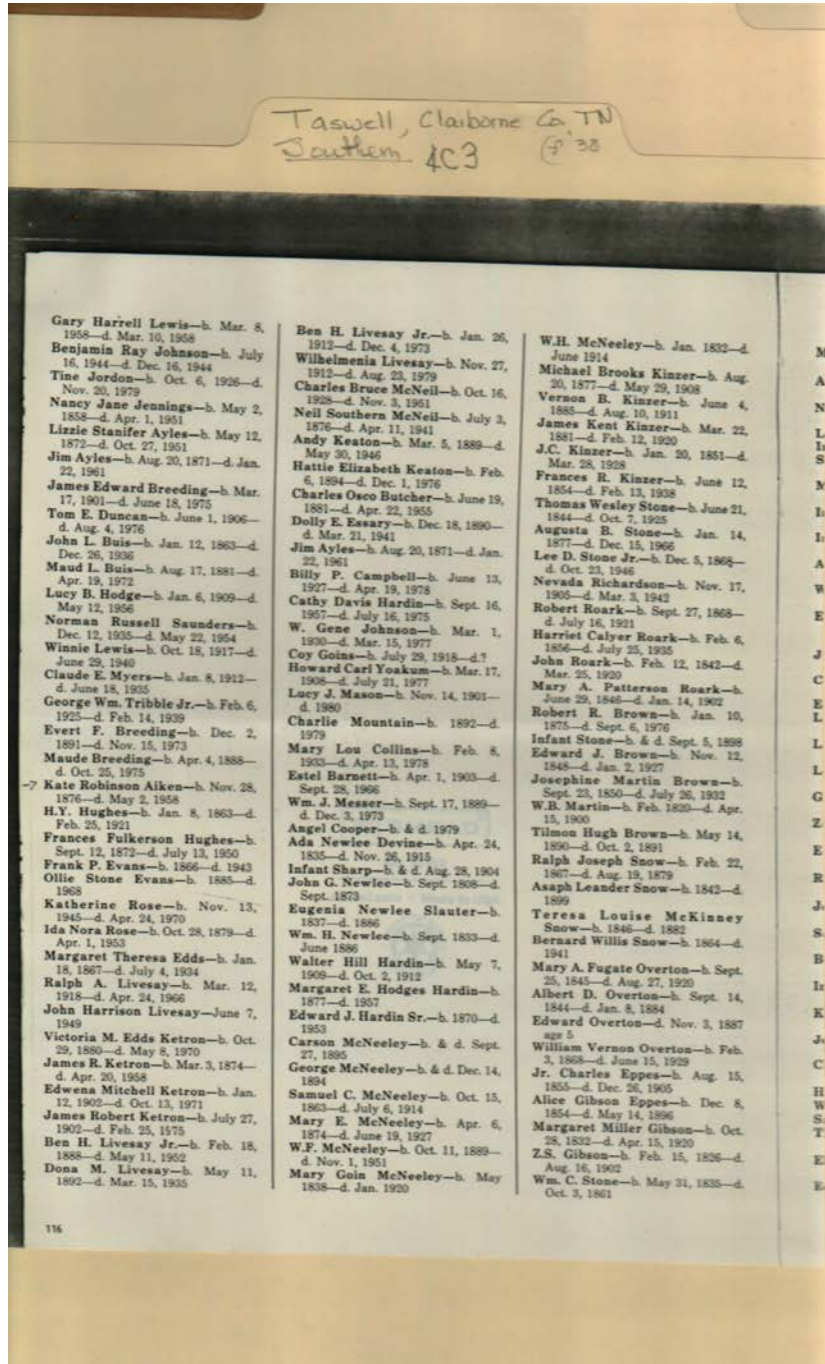 Taswell, Claiborne Co. TN
Southern 4C3
Gary Harrell Lewis—b. Mar. 8,
1958—d. Mar. 10, 1958
Benjamin Ray Johnson—b. July
16, 1944—d. Dec. 16, 1944
Tine Jordon—b. Oct. 6, 1926—d.
Nov. 20, 1979
Nancy Jane Jennings—b. May 2,
1858—d. Apr. 1, 1951
Lizzie Stanifer Ayles—b. May 12,
1872—d. Oct. 27, 1951
Jim Ayles—b. Aug. 20, 1871—d. Jan.
22, 1961
James Edward Breeding—b. Mar.
17, 1901—d. June 18, 1975
Tom E. Duncan—b. June 1, 1906—
d. Aug. 4, 1976
John L. Buis—b. Jan. 12, 1863—d.
Dec. 26, 1936
Maud L. Buis—b. Aug. 17, 1881—d.
Apr. 19, 1972
Lucy B. Hodge—b. Jan. 6, 1909—d.
May 12, 1956
Norman Russell Saunders—b.
Dec. 12, 1935—d. May 22, 1954
Winnie Lewis—b. Oct. 18, 1917—d.
June 29, 1940
Claude E. Myers—b. Jan. 8, 1912—
d. June 18, 1935
George Wm. Tribble Jr.—b. Feb. 6,
1925—d. Feb. 14, 1939
Evert F. Breeding—b. Dec. 2,
1891—d. Nov. 15, 1973
Maude Breeding—b. Apr. 4, 1888—
d. Oct. 25, 1975
Kate Robinson Aiken—b. Nov. 28,
1876—d. May 2, 1958
H.Y. Hughes—b. Jan. 8, 1863—d.
Feb. 25, 1921
Frances Fulkerson Hughes—b.
Sept. 12, 1872—d. July 13, 1950
Frank P. Evans—b. 1866—d. 1943
Ollie Stone Evans—b. 1885—d.
1968
Katherine Rose—b. Nov. 13,
1945—d. Apr. 24, 1970
Ida Nora Rose—b. Oct. 28, 1879—d.
Apr. 1, 1953
Margaret Theresa Edds—b. Jan.
18, 1867—d. July 4, 1934
Ralph A. Livesay—b. Mar. 12,
1918—d. Apr. 24, 1966
John Harrison Livesay—June 7,
1949
Victoria M. Edds Ketron—b. Oct.
29, 1880—d. May 8, 1970
James R. Ketron—b. Mar. 3, 1874—
d. Apr. 20, 1958
Edwena Mitchell Ketron—b. Jan.
12, 1902—d. Oct. 13, 1971
James Robert Ketron—b. July 27,
1902—d. Feb. 25, 1575
Ben H. Livesay Jr.—b. Feb. 18,
1888—d. May 11, 1952
Dona M. Livesay—b. May 11,
1892—d. Mar. 15, 1935
116
Ben H. Livesay Jr.—b. Jan. 26,
1912—d. Dec. 4, 1973
Wilhelmenia Livesay—b. Nov. 27,
1912—d. Aug. 23, 1979
Charles Bruce McNeil—b. Oct. 16,
1928—d. Nov. 3, 1951
Neil Southern McNeil—b. July 3,
1876—d. Apr. 11, 1941
Andy Keaton—b. Mar. 5, 1889—d.
May 30, 1946
Hattie Elizabeth Keaton—b. Feb.
6, 1894—d. Dec. 1, 1976
Charles Osco Butcher—b. June 19,
1881—d. Apr. 22, 1955
Dolly E. Essary—b. Dec. 18, 1890—
d. Mar. 21, 1941
Jim Ayles—b. Aug. 20, 1871—d. Jan.
22, 1961
Billy P. Campbell—b. June 13,
1927—d. Apr. 19, 1978
Cathy Davis Hardin—b. Sept. 16,
1957—d. July 16, 1975
W. Gene Johnson—b. Mar. 1,
1930—d. Mar. 15, 1977
Coy Goins—b. July 29, 1918—d.?
Howard Carl Yoakum—b. Mar. 17,
1908—d. July 21, 1977
Lucy J. Mason—b. Nov. 14, 1901—
d. 1980
Charlie Mountain—b. 1892—d.
1979
Mary Lou Collins—b. Feb. 8,
1933—d. Apr. 13, 1978
Estel Barnett—b. Apr. 1, 1903—d.
Sept. 28, 1966
Wm. J. Messer—b. Sept. 17, 1889—
d. Dec. 3, 1973
Angel Cooper—b. & d. 1979
Ada Newlee Devine—b. Apr. 24,
1835—d. Nov. 26, 1915
Infant Sharp—b. & d. Aug. 28, 1904
John G. Newlee—b. Sept. 1808—d.
Sept. 1873
Eugenia Newlee Slauter—b.
1837—d. 1886
Wm. H. Newlee—b. Sept. 1833—d.
June 1886
Walter Hill Hardin—b. May 7,
1909—d. Oct. 2, 1912
Margaret E. Hodges Hardin—b.
1877—d. 1957
Edward J. Hardin Sr.—b. 1870—d.
1953
Carson McNeeley—b. & d. Sept.
27, 1895
George McNeeley—b. & d. Dec. 14,
1894
Samuel C. McNeeley—b. Oct. 15,
1863—d. July 6, 1914
Mary E. McNeeley—b. Apr. 6,
1874—d. June 19, 1927
W.F. McNeeley—b. Oct. 11, 1889—
d. Nov. 1, 1951
Mary Goin McNeeley—b. May
1838—d. Jan. 1920
W.H. McNeeley—b. Jan. 1832—d.
June 1914
Michael Brooks Kinzer—b. Aug.
20, 1877—d. May 29, 1908
Vernon B. Kinzer—b. June 4,
1885—d. Aug. 10, 1911
James Kent Kinzer—b. Mar. 22,
1881—d. Feb. 12, 1920
J.C. Kinzer—b. Jan. 20, 1851—d.
Mar. 28, 1928
Frances R. Kinzer—b. June 12,
1854—d. Feb. 13, 1938
Thomas Wesley Stone—b. June 21,
1844—d. Oct. 7, 1925
Augusta B. Stone—b. Jan. 14,
1877—d. Dec. 15, 1966
Lee D. Stone Jr.—b. Dec. 5, 1868—
d. Oct. 23, 1946
Nevada Richardson—b. Nov. 17,
1905—d. Mar. 3, 1942
Robert Roark—b. Sept. 27, 1868—
d. July 16, 1921
Harriet Calyer Roark—b. Feb. 6,
1856—d. July 25, 1935
John Roark—b. Feb. 12, 1842—d.
Mar. 25, 1920
Mary A. Patterson Roark—b.
June 29, 1846—d. Jan. 14, 1902
Robert R. Brown—b. Jan. 10,
1875—d. Sept. 6, 1976
Infant Stone—b. & d. Sept. 5, 1898
Edward J. Brown—b. Nov. 12,
1848—d. Jan. 2, 1927
Josephine Martin Brown—b.
Sept. 23, 1850—d. July 26, 1932
W.B. Martin—b. Feb. 1820—d. Apr.
15, 1900
Tilmon Hugh Brown—b. May 14,
1890—d. Oct. 2, 1891
Ralph Joseph Snow—b. Feb. 22,
1867—d. Aug. 19, 1879
Asaph Leander Snow—b. 1842—d.
1899
Teresa Louise McKinney
Snow—b. 1846—d. 1882
Bernard Willis Snow—b. 1864—d.
1941
Mary A. Fugate Overton—b. Sept.
25, 1845—d. Aug. 27, 1920
Albert D. Overton—b. Sept. 14,
1844—d. Jan. 8, 1884
Edward Overton—d. Nov. 3, 1887
age 5
William Vernon Overton—b. Feb.
3, 1868—d. June 15, 1929
Jr. Charles Eppes—b. Aug. 15,
1855—d. Dec. 26, 1905
Alice Gibson Eppes—b. Dec. 8,
1854—d. May 14, 1896
Margaret Miller Gibson—b. Oct.
28, 1832—d. Apr. 15, 1920
Z.S. Gibson—b. Feb. 15, 1826—d.
Aug. 16, 1902
Wm. C. Stone—b. May 31, 1835—d.
Oct. 3, 1861